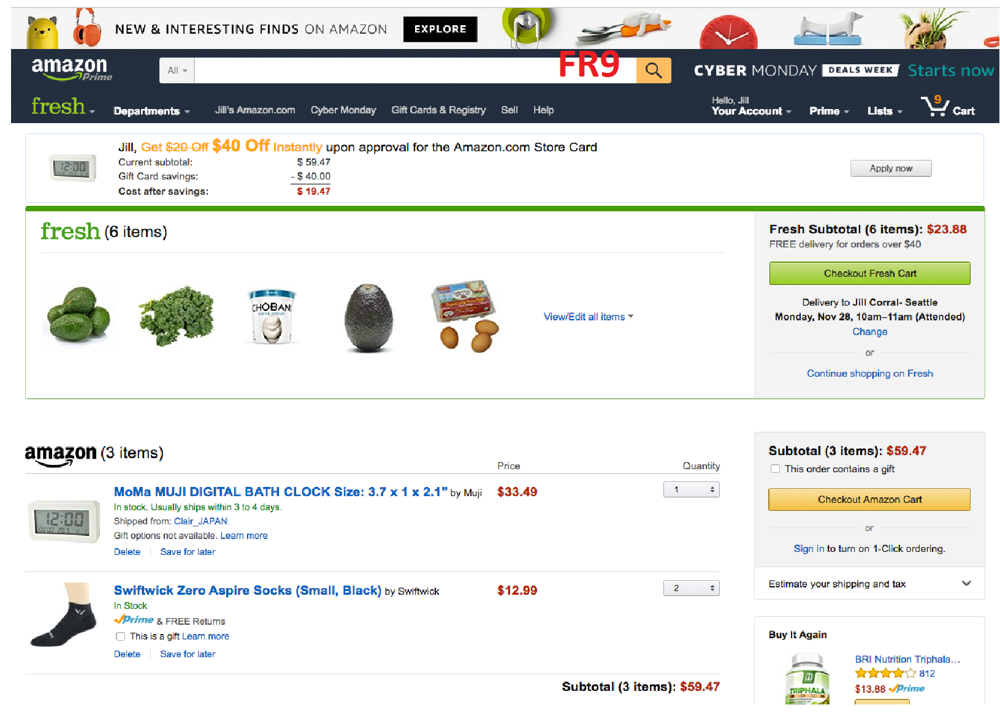 NEW & INTERESTING FINDS ON AMAZON EXPLORE
amazon Prime
All
FR9
CYBER MONDAY DEALS WEEK Starts now
fresh
Departments
Jill's Amazon.com Cyber Monday Gift Cards & Registry Sell Help
Hello, Jill
Your Account Prime Lists 9 Cart
Jill, Get $20 Off $40 Off Instantly upon approval for the Amazon.com Store Card
Current subtotal: $ 59.47
Gift Card savings: - $ 40.00
Cost after savings: $ 19.47
Apply now
12:00
fresh (6 items)
CHOBANI
View/Edit all items
Fresh Subtotal (6 items): $23.88
FREE delivery for orders over $40
Checkout Fresh Cart
Delivery to Jill Corral- Seattle
Monday, Nov 28, 10am–11am (Attended)
Change
or
Continue shopping on Fresh
amazon (3 items)
Price Quantity
MoMa MUJI DIGITAL BATH CLOCK Size: 3.7 x 1 x 2.1" by Muji $33.49 1
In stock. Usually ships within 3 to 4 days.
Shipped from: Clair_JAPAN
Gift options not available. Learn more
Delete Save for later
12:00
Swiftwick Zero Aspire Socks (Small, Black) by Swiftwick $12.99 2
In Stock
Prime & FREE Returns
This is a gift Learn more
Delete Save for later
Subtotal (3 items): $59.47
Subtotal (3 items): $59.47
This order contains a gift
Checkout Amazon Cart
or
Sign in to turn on 1-Click ordering.
Estimate your shipping and tax
Buy It Again
BRI Nutrition Triphala...
812
$13.88 Prime
TRIPHALA